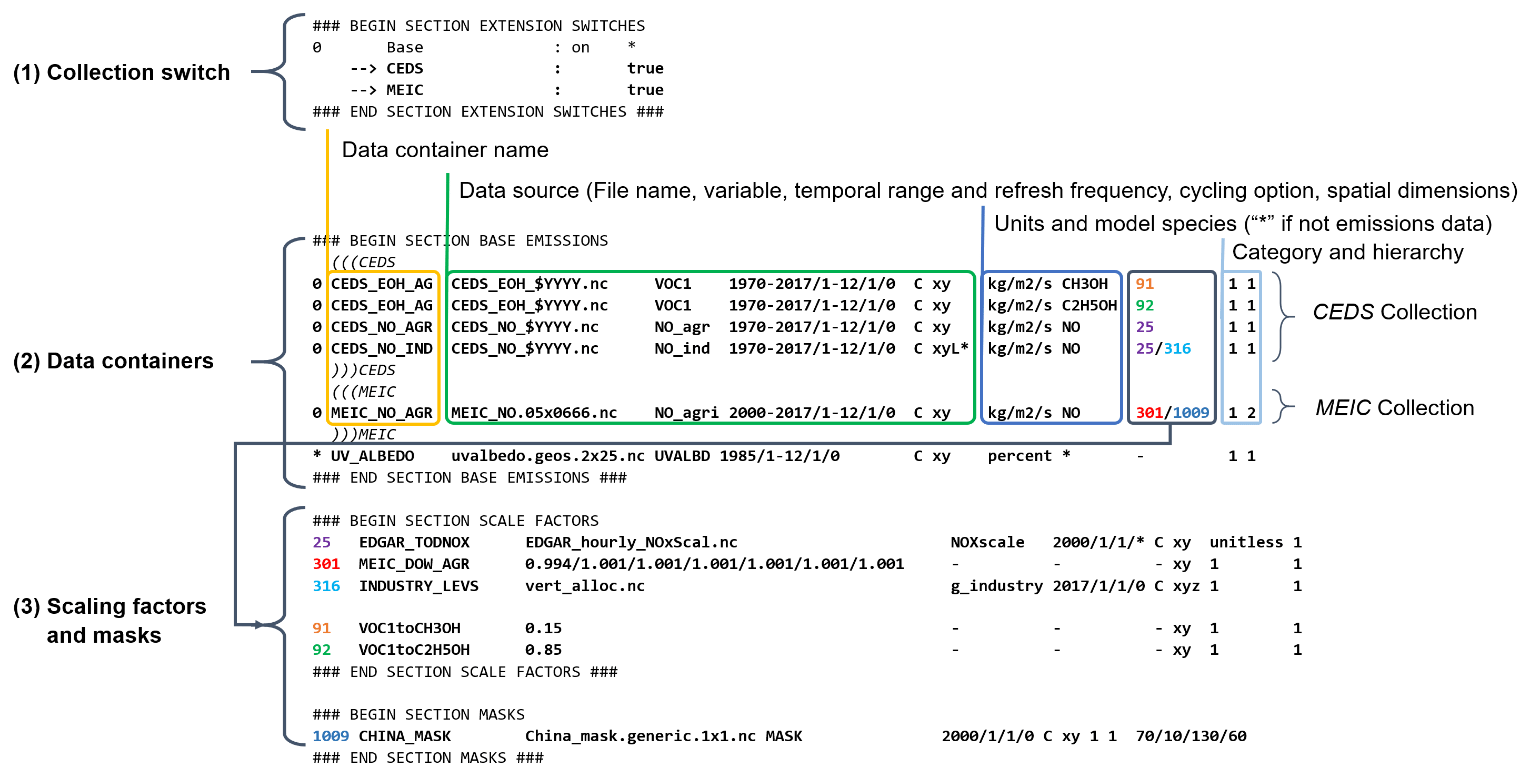 ### BEGIN SECTION EXTENSION SWITCHES
0 Base : on *
--> CEDS : true
(1) Collection switch
--> MEIC : true
### END SECTION EXTENSION SWITCHES ###
Data container name
Data source (File name, variable, temporal range and refresh frequency, cycling option, spatial dimensions)
Units and model species (“*” if not emissions data)
### BEGIN SECTION BASE EMISSIONS
Category and hierarchy
(((CEDS
0 CEDS_EOH_AG CEDS_EOH_$YYYY.nc VOC1 1970-2017/1-12/1/0 C xy kg/m2/s CH3OH 91 1 1
0 CEDS_EOH_AG CEDS_EOH_$YYYY.nc VOC1 1970-2017/1-12/1/0 C xy kg/m2/s C2H5OH 92 1 1
CEDS Collection
0 CEDS_NO_AGR CEDS_NO_$YYYY.nc NO_agr 1970-2017/1-12/1/0 C xy kg/m2/s NO 25 1 1
0 CEDS_NO_IND CEDS_NO_$YYYY.nc NO_ind 1970-2017/1-12/1/0 C xyL* kg/m2/s NO 25/316 1 1
(2) Data containers
)))CEDS
(((MEIC
0 MEIC_NO_AGR MEIC_NO.05x0666.nc NO_agri 2000-2017/1-12/1/0 C xy kg/m2/s NO 301/1009 1 2
MEIC Collection
)))MEIC
* UV_ALBEDO uvalbedo.geos.2x25.nc UVALBD 1985/1-12/1/0 C xy percent * - 1 1
### END SECTION BASE EMISSIONS ###
### BEGIN SECTION SCALE FACTORS
25 EDGAR_TODNOX EDGAR_hourly_NOxScal.nc NOXscale 2000/1/1/* C xy unitless 1
301 MEIC_DOW_AGR 0.994/1.001/1.001/1.001/1.001/1.001/1.001 - - - xy 1 1
316 INDUSTRY_LEVS vert_alloc.nc g_industry 2017/1/1/0 C xyz 1 1
(3) Scaling factors
and masks
91 VOC1toCH3OH 0.15 - - - xy 1 1
92 VOC1toC2H5OH 0.85 - - - xy 1 1
### END SECTION SCALE FACTORS ###
### BEGIN SECTION MASKS
1009 CHINA_MASK China_mask.generic.1x1.nc MASK 2000/1/1/0 C xy 1 1 70/10/130/60
### END SECTION MASKS ###